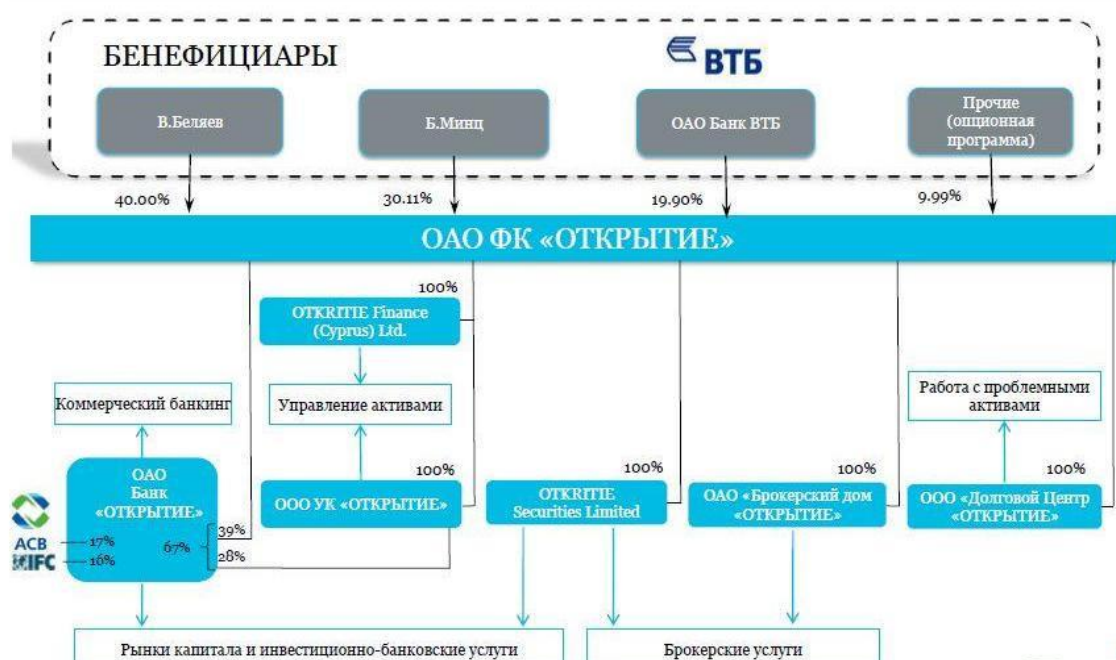 БЕНЕФИЦИАРЫ
ВТБ
В.Беляев
Б.Минц
ОАО Банк ВТБ
Прочие
(опционная
программа)
40.00%
30.11%
19.90%
9.99%
ОАО ФК «ОТКРЫТИЕ»
100%
OTKRITIE Finance
(Cyprus) Ltd.
Коммерческий банкинг
Управление активами
Работа с проблемными
активами
ОАО
Банк
«ОТКРЫТИЕ»
39%
67%
28%
АСВ
17%
IFC
16%
100%
ООО УК «ОТКРЫТИЕ»
100%
OTKRITIE
Securities Limited
100%
ОАО «Брокерский дом
«ОТКРЫТИЕ»
100%
ООО «Долговой Центр
«ОТКРЫТИЕ»
Рынки капитала и инвестиционно-банковские услуги
Брокерские услуги